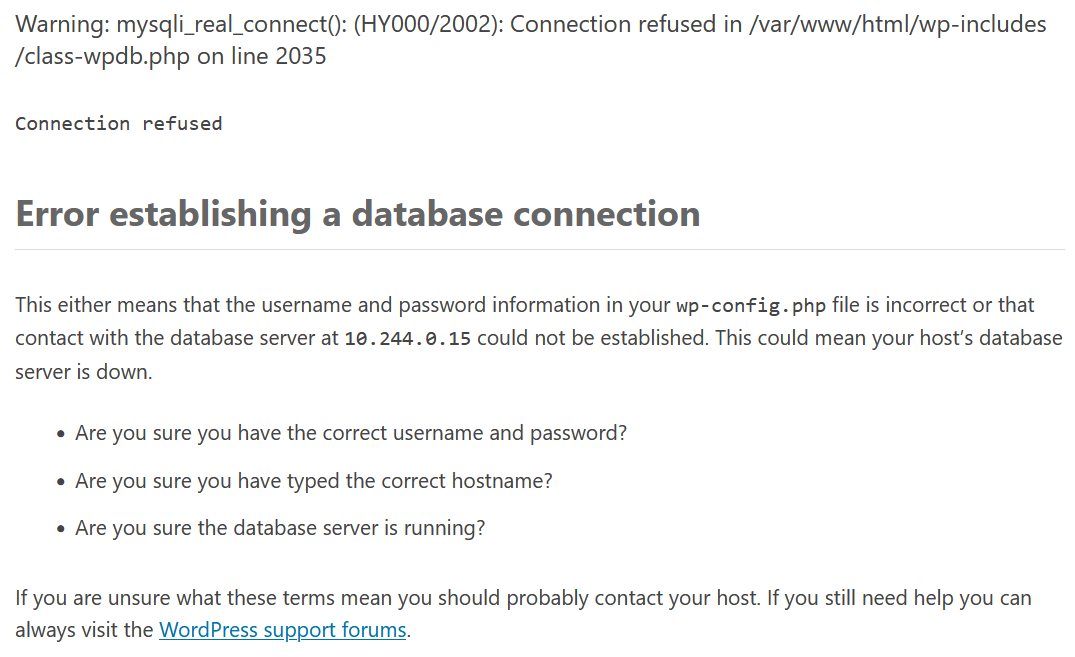 Warning: mysqli_real_connect(): (HY000/2002): Connection refused in /var/www/html/wp-includes
/class-wpdb.php on line 2035
Connection refused
Error establishing a database connection
This either means that the username and password information in your wp-config.php file is incorrect or that
contact with the database server at 10.244.0.15 could not be established. This could mean your host’s database
server is down.
• Are you sure you have the correct username and password?
• Are you sure you have typed the correct hostname?
• Are you sure the database server is running?
If you are unsure what these terms mean you should probably contact your host. If you still need help you can
always visit the WordPress support forums.